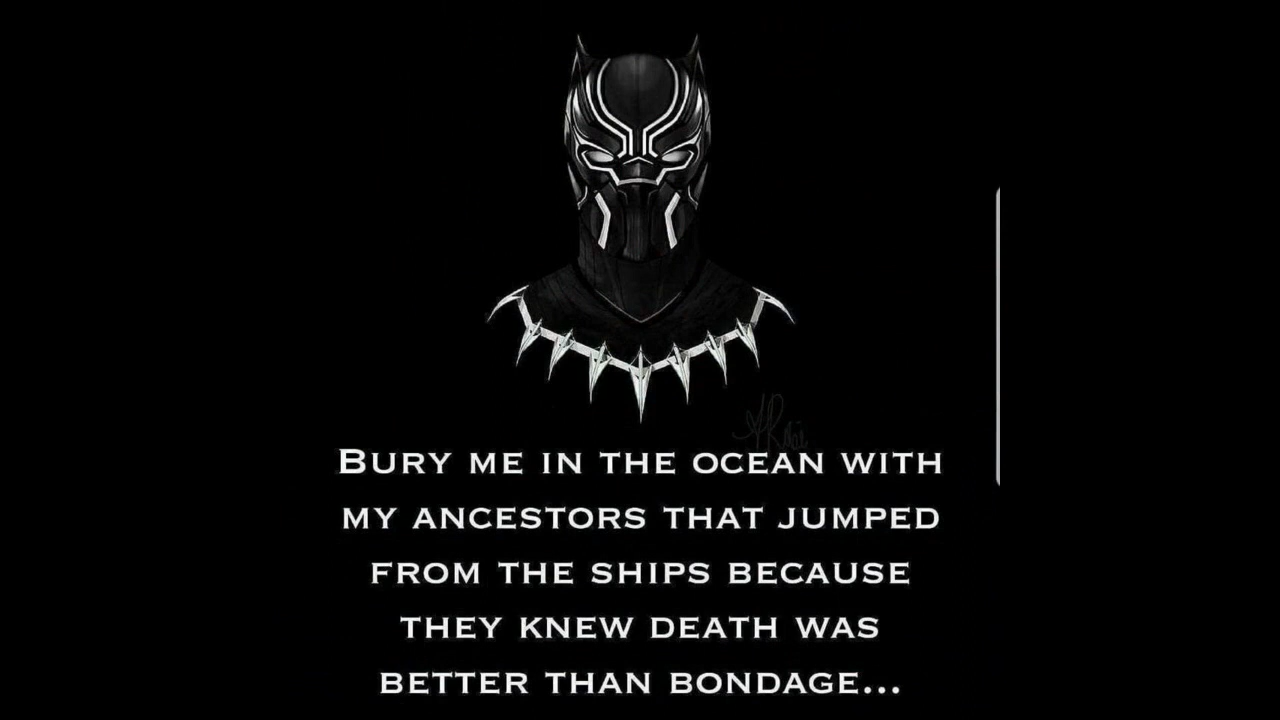 Bury me in the ocean with
my ancestors that jumped
from the ships because
they knew death was
better than bondage...